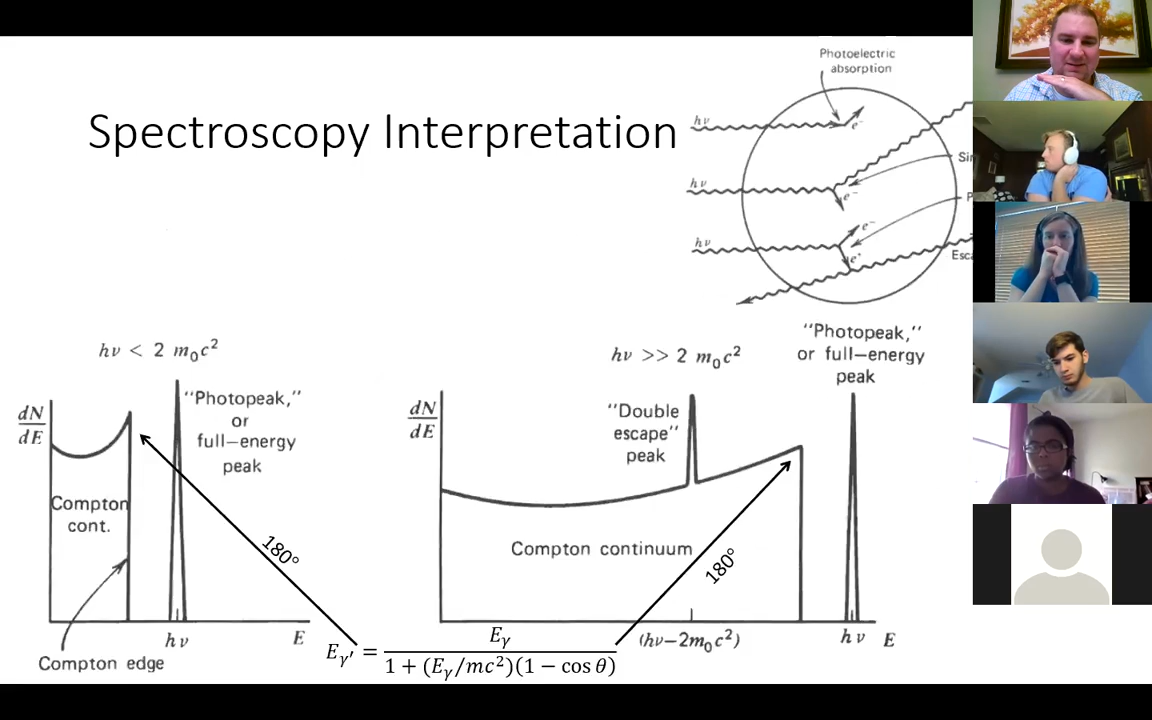 Spectroscopy Interpretation
Photoelectric
absorption
hν
e⁻
hν
e⁻
hν
e⁻
e⁺
hν < 2 m₀c²
dN
dE
"Photopeak,"
or
full–energy
peak
Compton
cont.
180°
hν
E
Compton edge
hν >> 2 m₀c²
"Photopeak,"
or full-energy
peak
dN
dE
"Double
escape"
peak
Compton continuum
180°
(hν–2m₀c²)
hν
E
E_γ′ = E_γ / 1 + (E_γ/mc²)(1 − cos θ)